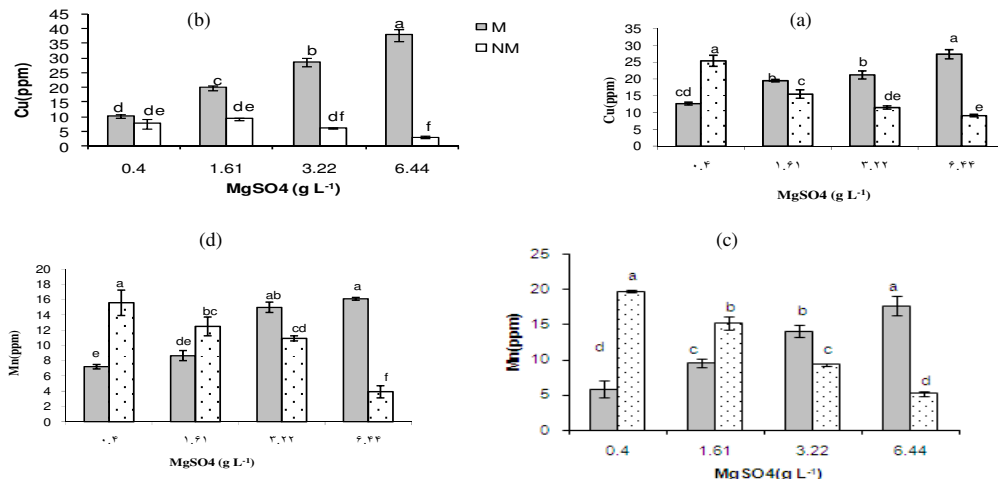 (b)
M
NM
Cu(ppm)
45
40
35
30
25
20
15
10
5
0
d
de
c
de
b
df
a
f
0.4 1.61 3.22 6.44
MgSO4 (g L⁻¹)
(a)
Cu(ppm)
35
30
25
20
15
10
5
0
cd
a
b
c
b
de
a
e
۰.۴ ۱.۶۱ ۳.۲۲ ۶.۴۴
MgSO4 (g L⁻¹)
(d)
Mn(ppm)
20
18
16
14
12
10
8
6
4
2
0
e
a
de
bc
ab
cd
a
f
۰.۴ ۱.۶۱ ۳.۲۲ ۶.۴۴
MgSO4 (g L⁻¹)
(c)
Mn(ppm)
25
20
15
10
5
0
d
a
c
b
b
c
a
d
0.4 1.61 3.22 6.44
MgSO4(g L⁻¹)